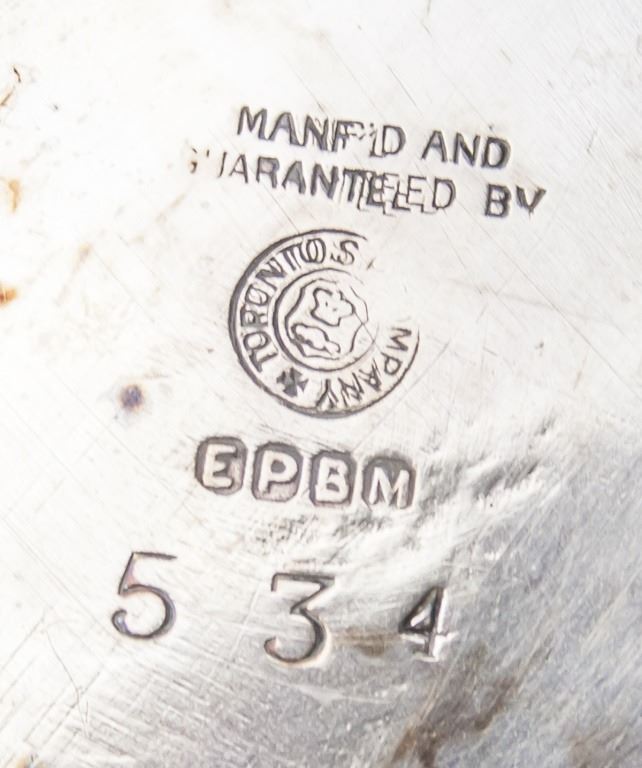 MANF'D AND
GUARANTEED BY
TORONTO S MPANY
EPBM
534